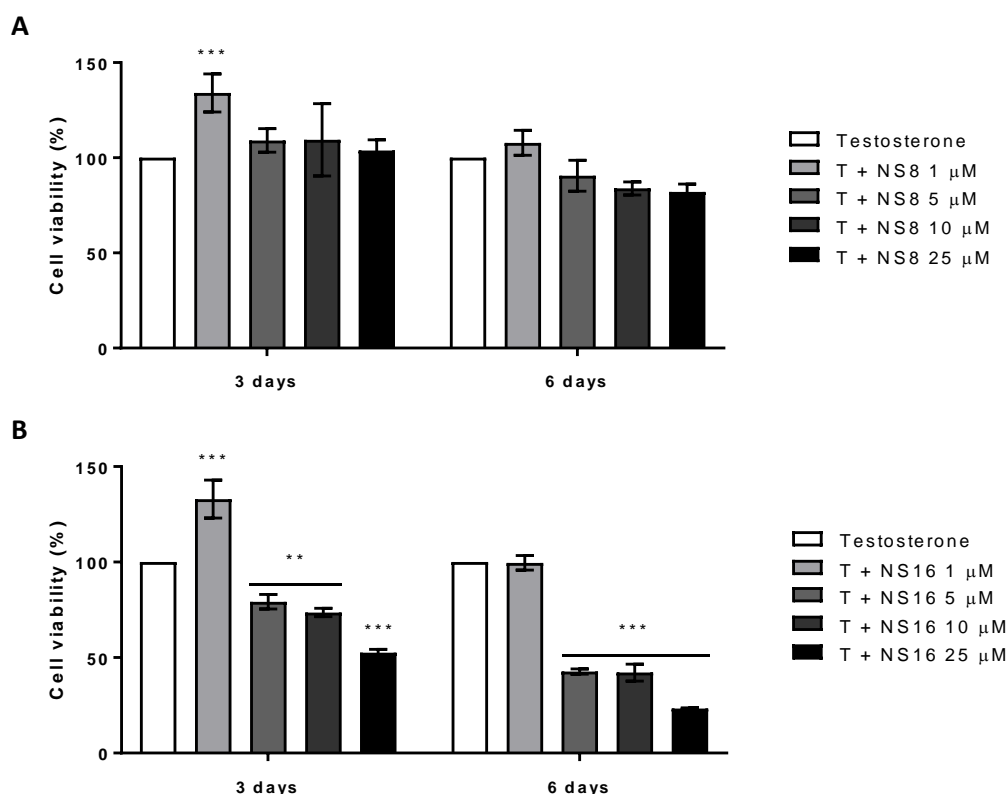 A
***
150
100
50
0
Cell viability (%)
3 days
6 days
Testosterone
T + NS8 1 μM
T + NS8 5 μM
T + NS8 10 μM
T + NS8 25 μM
B
***
**
***
***
150
100
50
0
Cell viability (%)
3 days
6 days
Testosterone
T + NS16 1 μM
T + NS16 5 μM
T + NS16 10 μM
T + NS16 25 μM